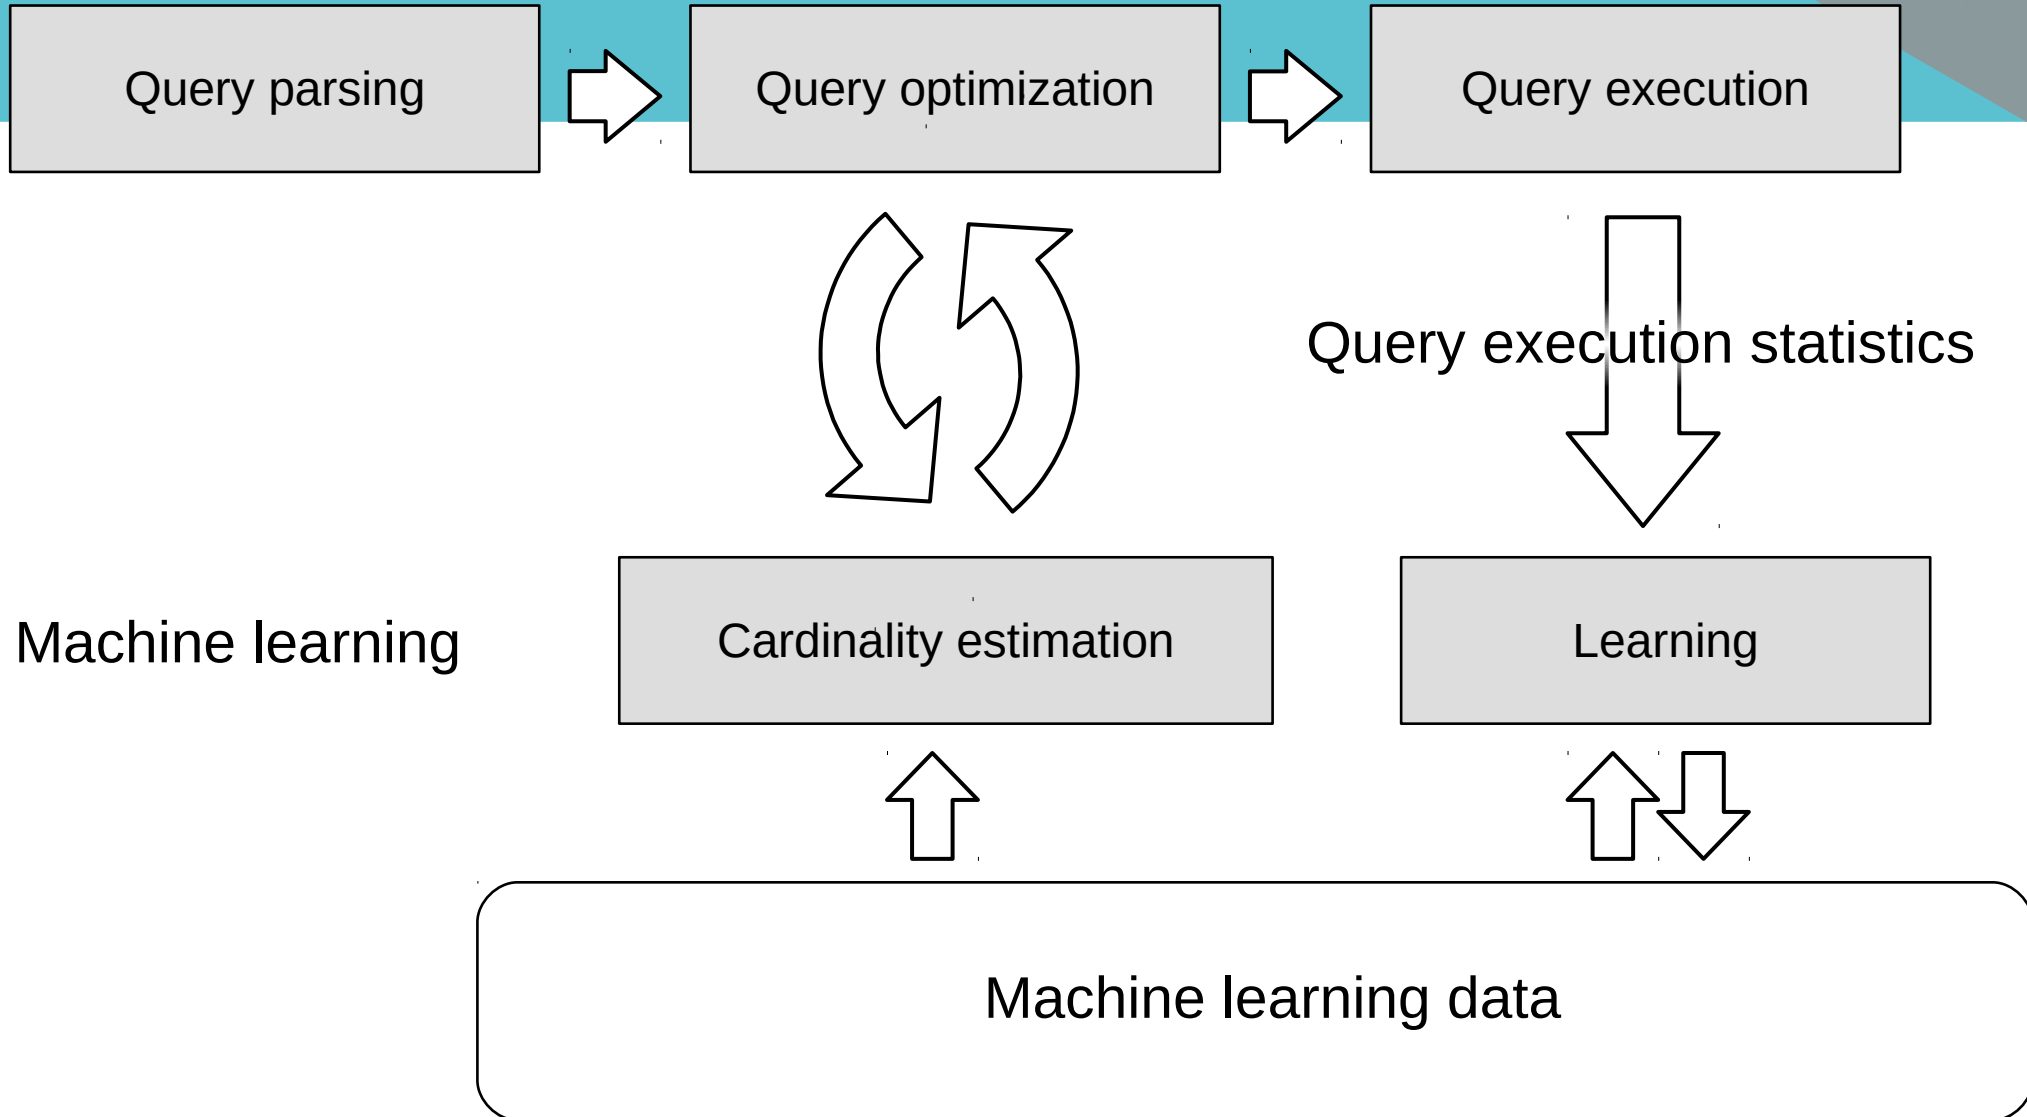 Query parsing
Query optimization
Query execution
Query execution statistics
Machine learning
Cardinality estimation
Learning
Machine learning data